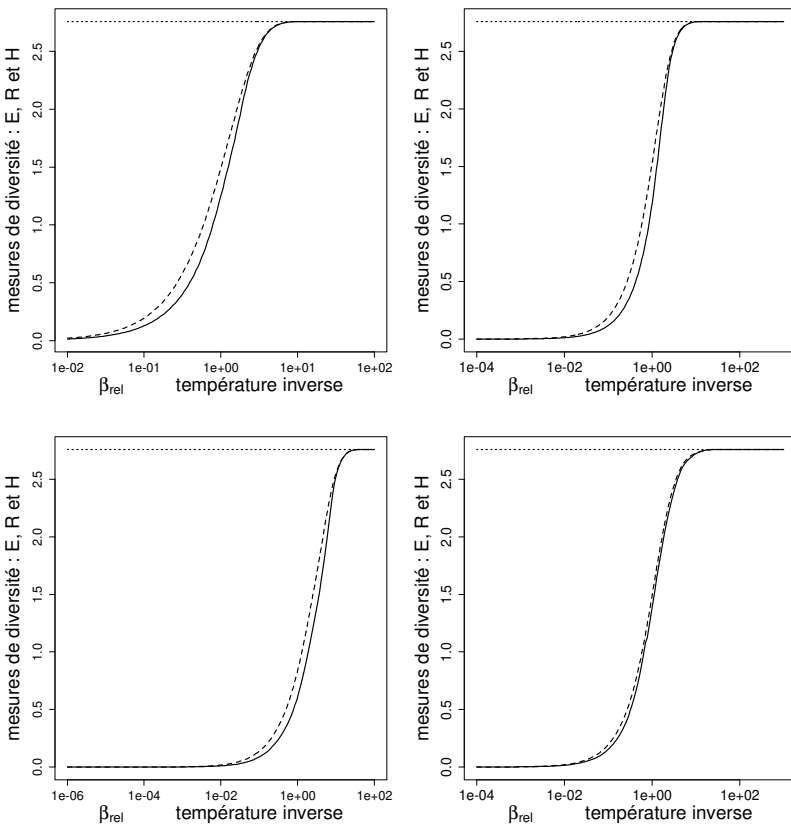 mesures de diversité : E, R et H
0.0 0.5 1.0 1.5 2.0 2.5
1e-02 1e-01 1e+00 1e+01 1e+02
βrel température inverse
mesures de diversité : E, R et H
0.0 0.5 1.0 1.5 2.0 2.5
1e-04 1e-02 1e+00 1e+02
βrel température inverse
mesures de diversité : E, R et H
0.0 0.5 1.0 1.5 2.0 2.5
1e-06 1e-04 1e-02 1e+00 1e+02
βrel température inverse
mesures de diversité : E, R et H
0.0 0.5 1.0 1.5 2.0 2.5
1e-04 1e-02 1e+00 1e+02
βrel température inverse